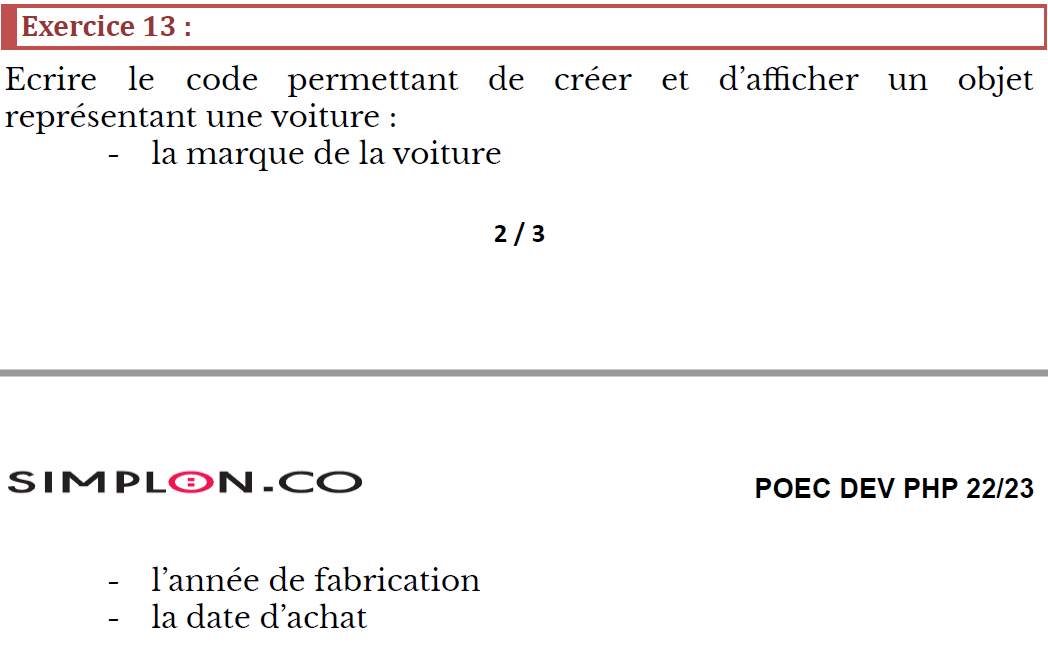 Exercice 13 :
Ecrire le code permettant de créer et d'afficher un objet
représentant une voiture :
- la marque de la voiture
2 / 3
SIMPLON.CO
POEC DEV PHP 22/23
- l'année de fabrication
- la date d'achat